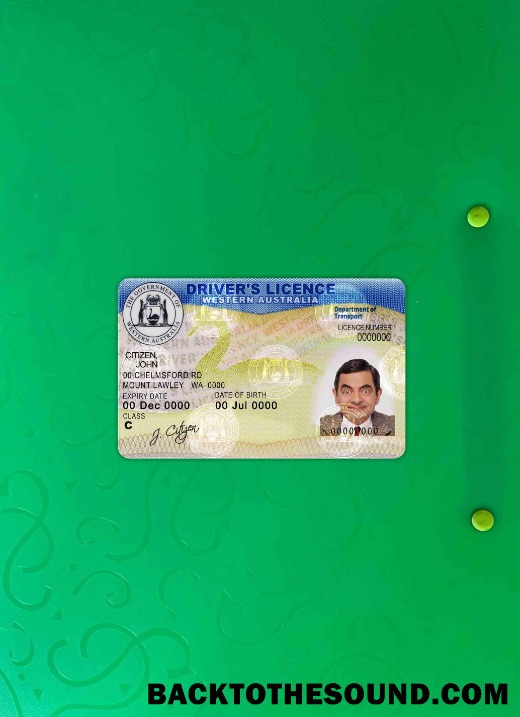 DRIVER'S LICENCE
WESTERN AUSTRALIA
THE GOVERNMENT OF
WESTERN AUSTRALIA
Department of
Transport
LICENCE NUMBER
0000000
CITIZEN,
JOHN
00 CHELMSFORD RD
MOUNT LAWLEY WA 0000
EXPIRY DATE DATE OF BIRTH
00 Dec 0000 00 Jul 0000
CLASS
C
J. Citizen
BACKTOTHESOUND.COM